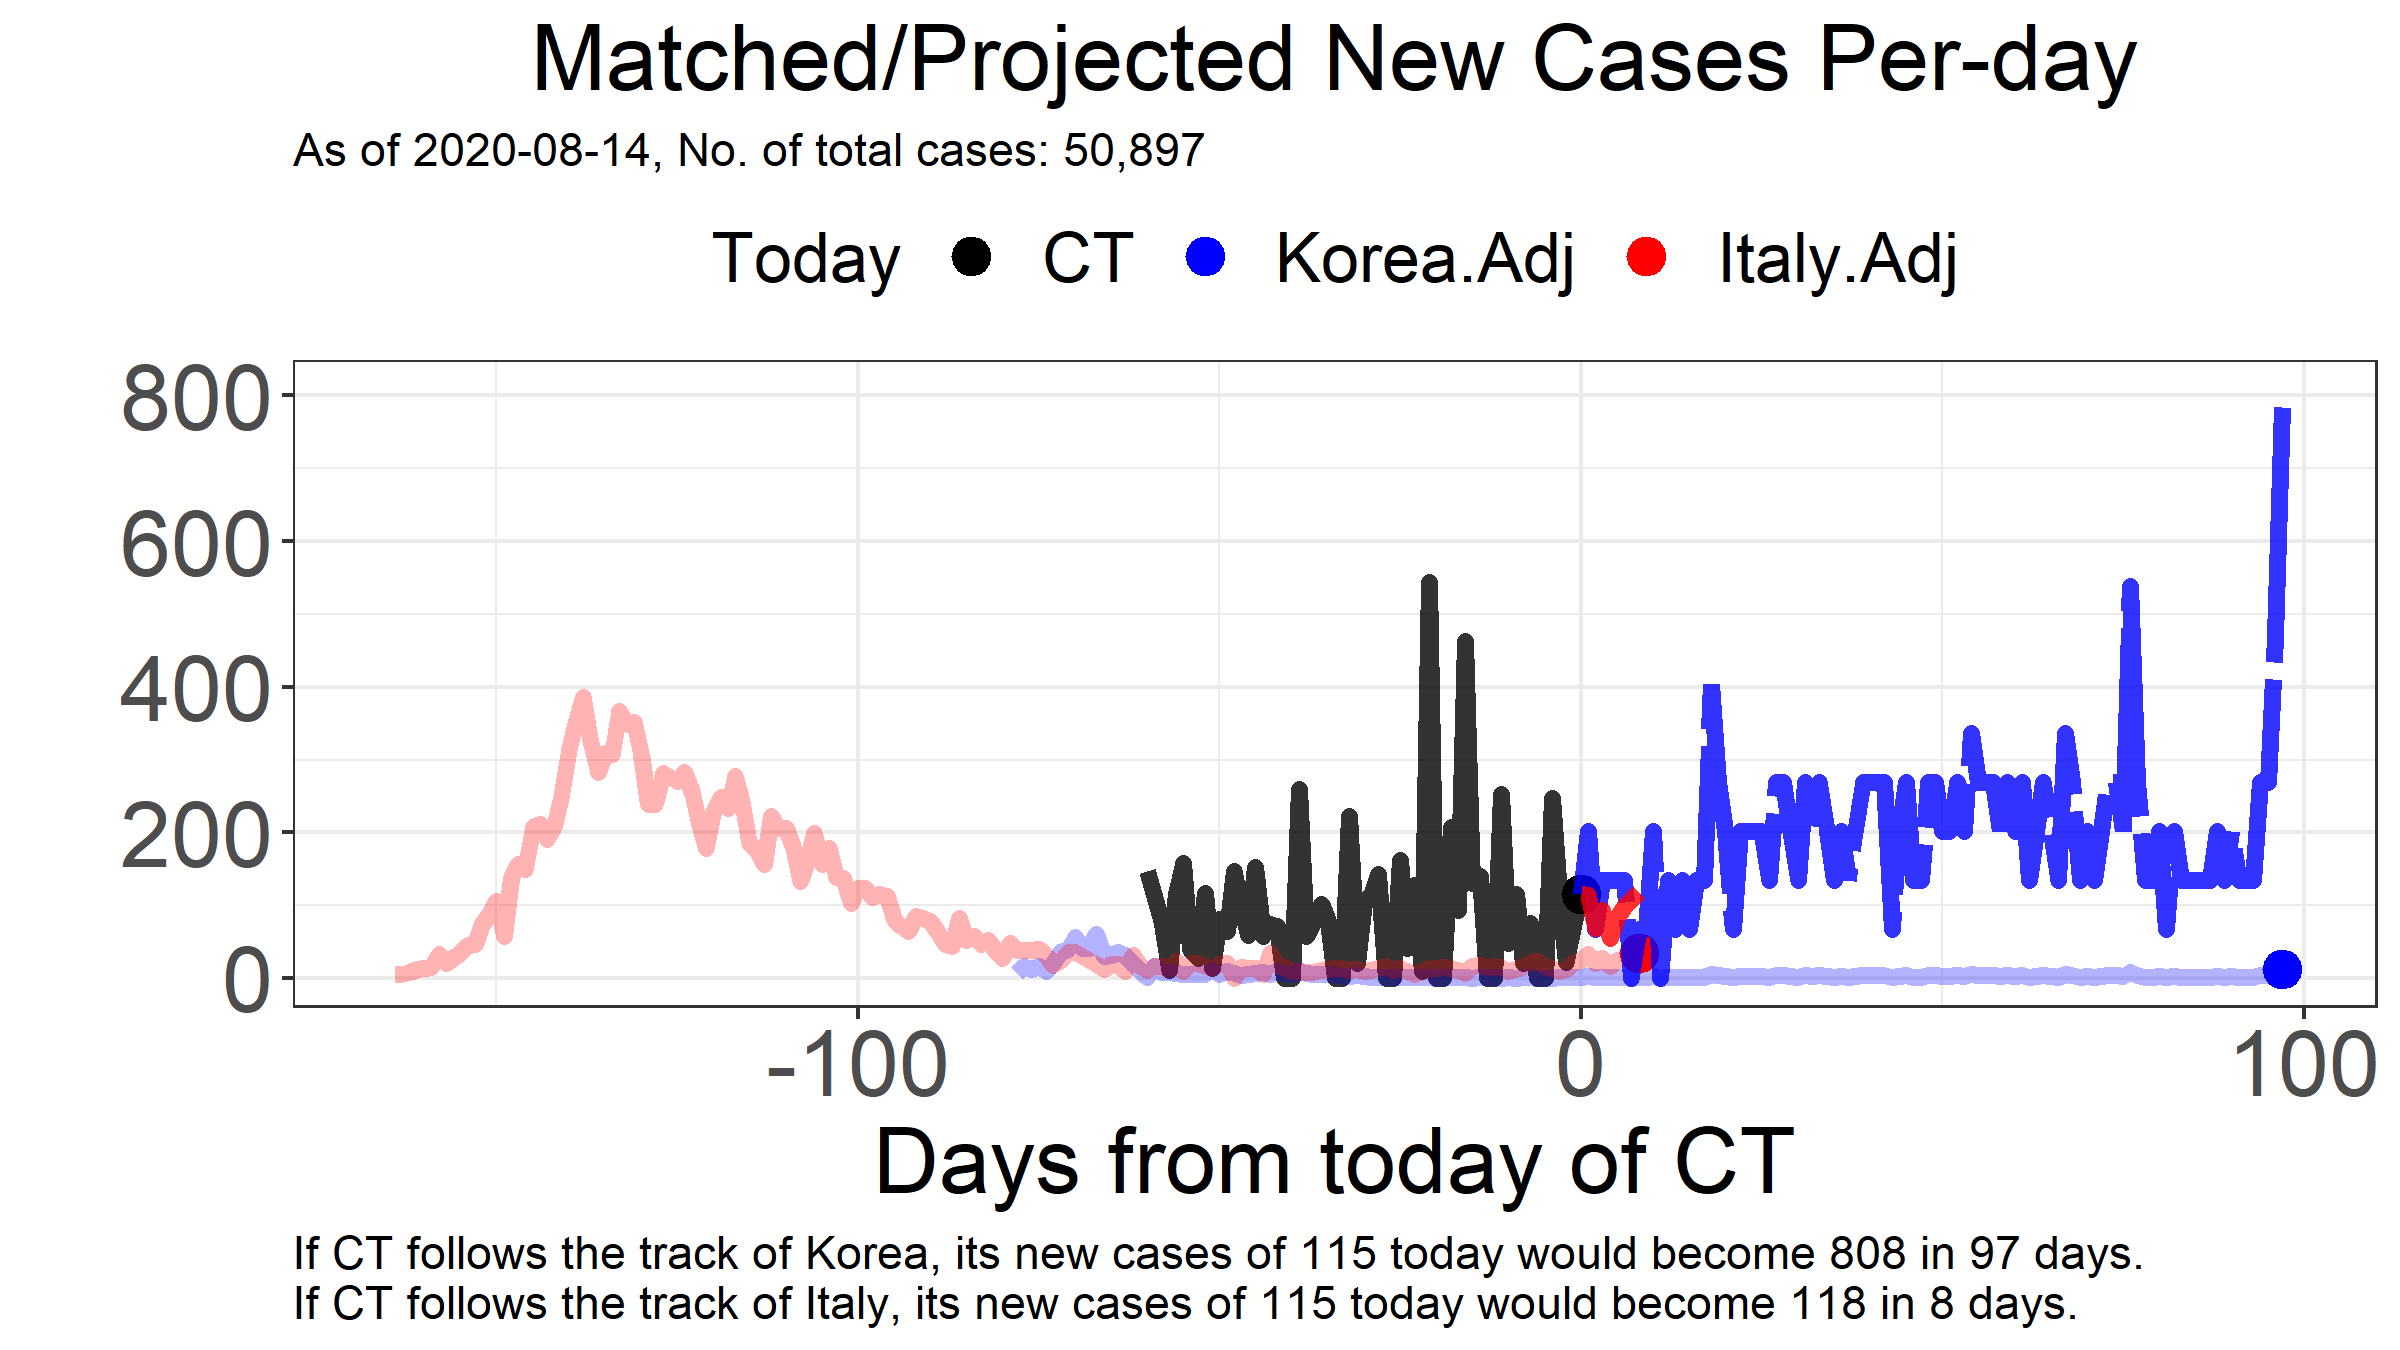 Matched/Projected New Cases Per-day
As of 2020-08-14, No. of total cases: 50,897
Today CT Korea.Adj Italy.Adj
800
600
400
200
0
-100 0 100
Days from today of CT
If CT follows the track of Korea, its new cases of 115 today would become 808 in 97 days.
If CT follows the track of Italy, its new cases of 115 today would become 118 in 8 days.